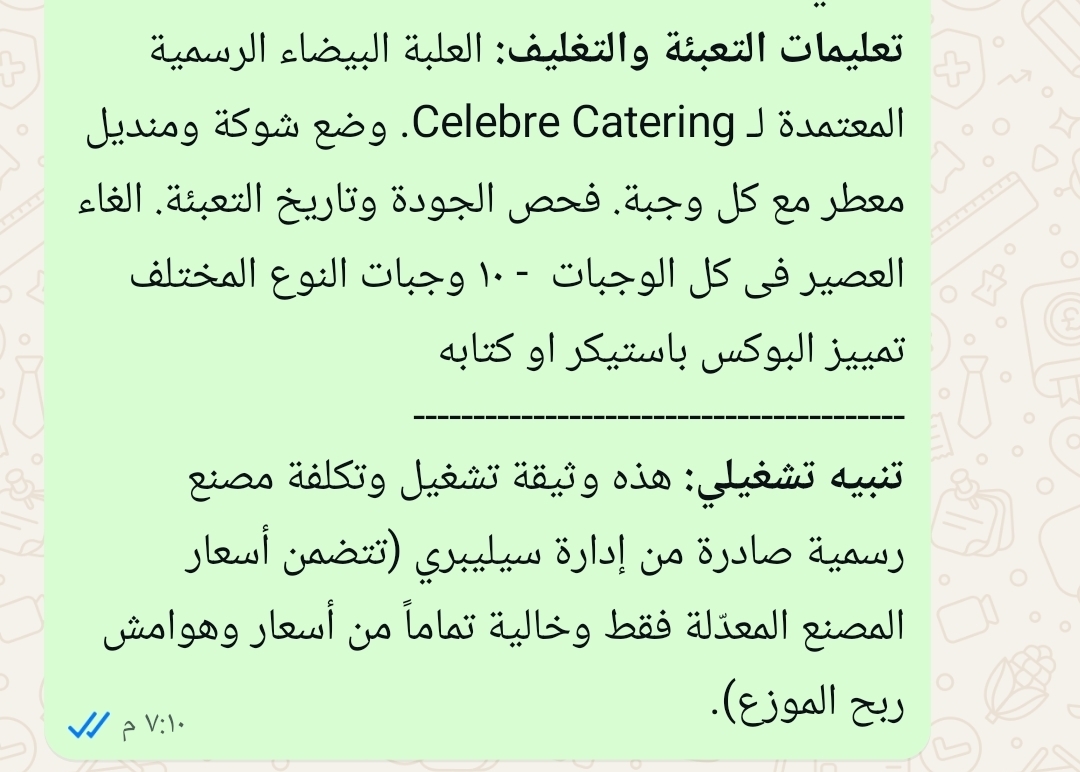 تعليمات التعبئة والتغليف: العلبة البيضاء الرسمية
المعتمدة لـ Celebre Catering. وضع شوكة ومنديل
معطر مع كل وجبة. فحص الجودة وتاريخ التعبئة. الغاء
العصير فى كل الوجبات - ١٠ وجبات النوع المختلف
تمييز البوكس باستيكر او كتابه
-----------------------------------------
تنبيه تشغيلي: هذه وثيقة تشغيل وتكلفة مصنع
رسمية صادرة من إدارة سيليبري (تتضمن أسعار
المصنع المعدّلة فقط وخالية تماماً من أسعار وهوامش
ربح الموزع).
٧:١٠ م